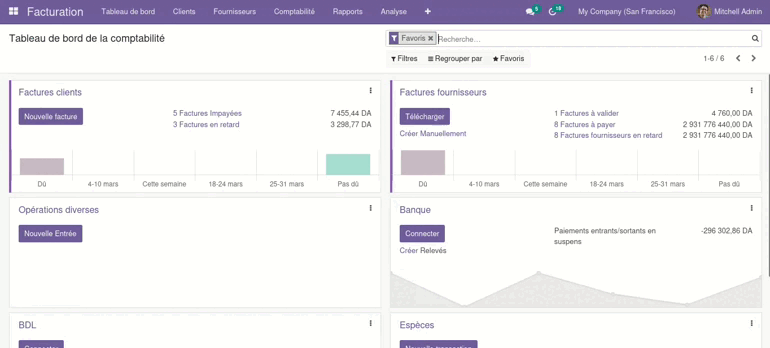 Facturation Tableau de bord Clients Fournisseurs Comptabilité Rapports Analyse + 5 18 My Company (San Francisco) Mitchell Admin
Tableau de bord de la comptabilité
Favoris × Recherche...
Filtres Regrouper par Favoris 1-6 / 6
Factures clients
Nouvelle facture
5 Factures Impayées 7 455,44 DA
3 Factures en retard 3 298,77 DA
Dû 4-10 mars Cette semaine 18-24 mars 25-31 mars Pas dû
Factures fournisseurs
Télécharger
Créer Manuellement
1 Factures à valider 4 760,00 DA
8 Factures à payer 2 931 776 440,00 DA
8 Factures fournisseurs en retard 2 931 776 440,00 DA
Dû 4-10 mars Cette semaine 18-24 mars 25-31 mars Pas dû
Opérations diverses
Nouvelle Entrée
Banque
Connecter
Créer Relevés
Paiements entrants/sortants en -296 302,86 DA
suspens
BDL
Espèces